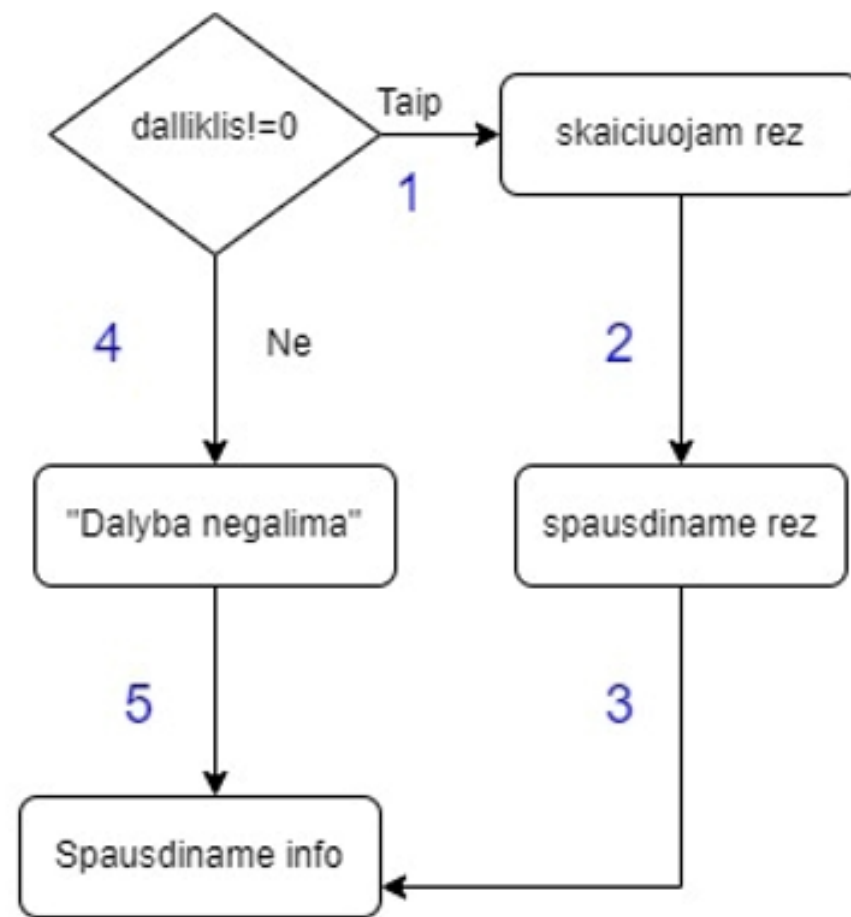 dalliklis!=0
Taip
skaiciuojam rez
1
4
Ne
2
"Dalyba negalima"
spausdiname rez
5
3
Spausdiname info